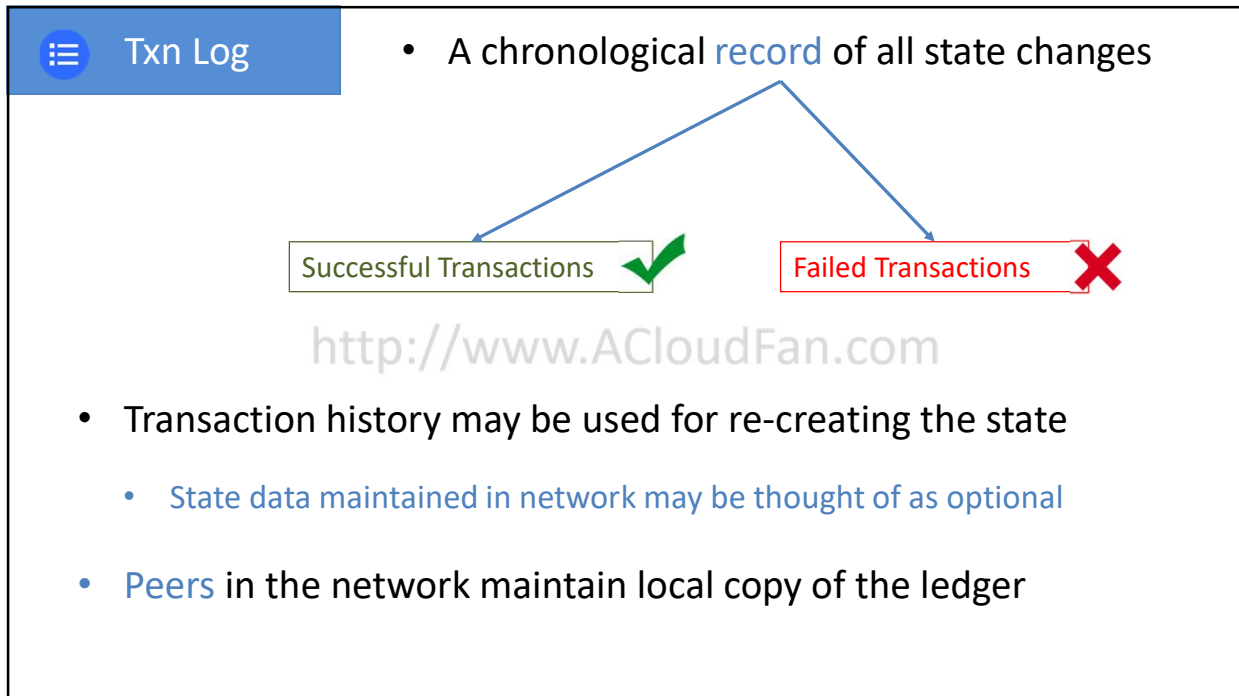 Txn Log
• A chronological record of all state changes
Successful Transactions
Failed Transactions
http://www.ACloudFan.com
• Transaction history may be used for re-creating the state
• State data maintained in network may be thought of as optional
• Peers in the network maintain local copy of the ledger